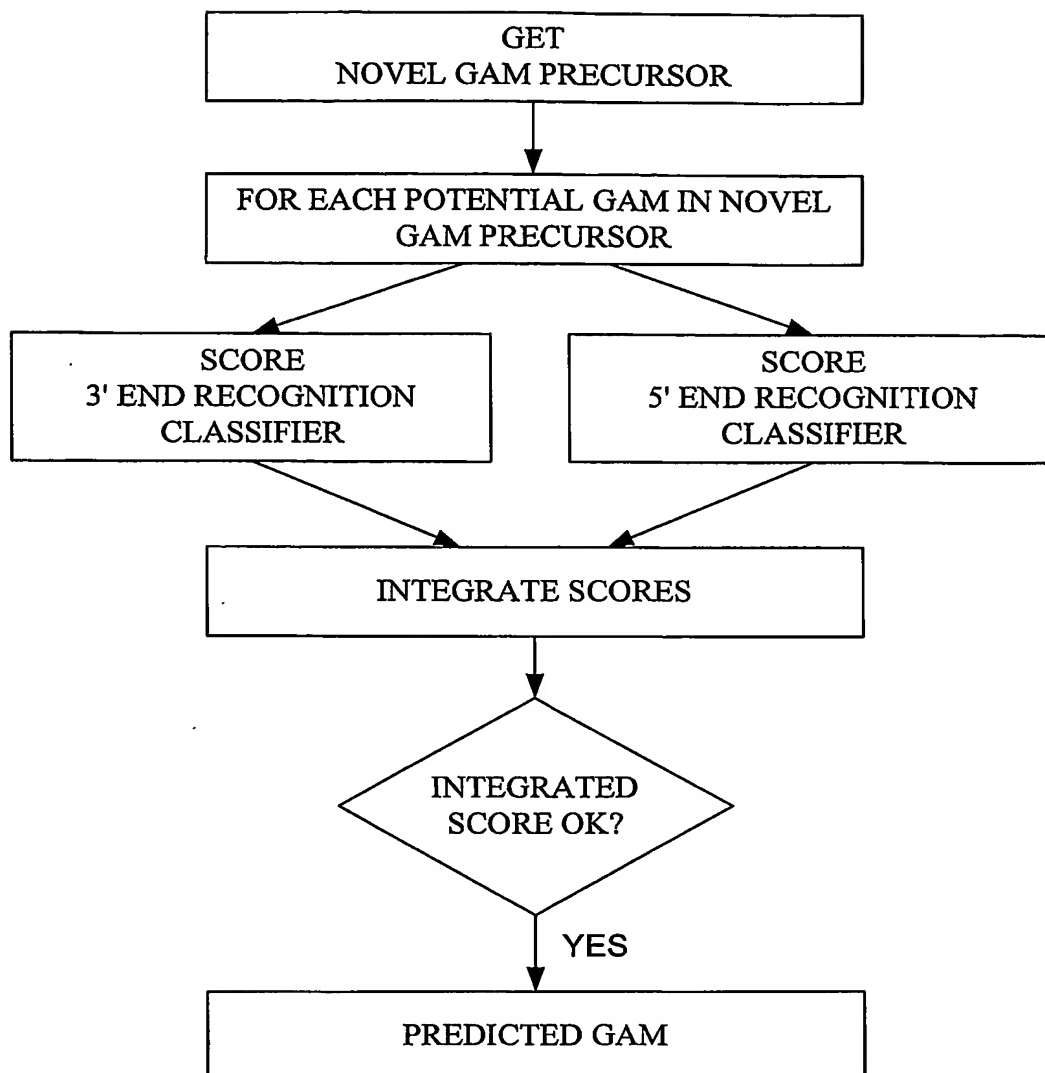 GET
NOVEL GAM PRECURSOR
FOR EACH POTENTIAL GAM IN NOVEL
GAM PRECURSOR
SCORE
3' END RECOGNITION
CLASSIFIER
SCORE
5' END RECOGNITION
CLASSIFIER
INTEGRATE SCORES
INTEGRATED
SCORE OK?
YES
PREDICTED GAM